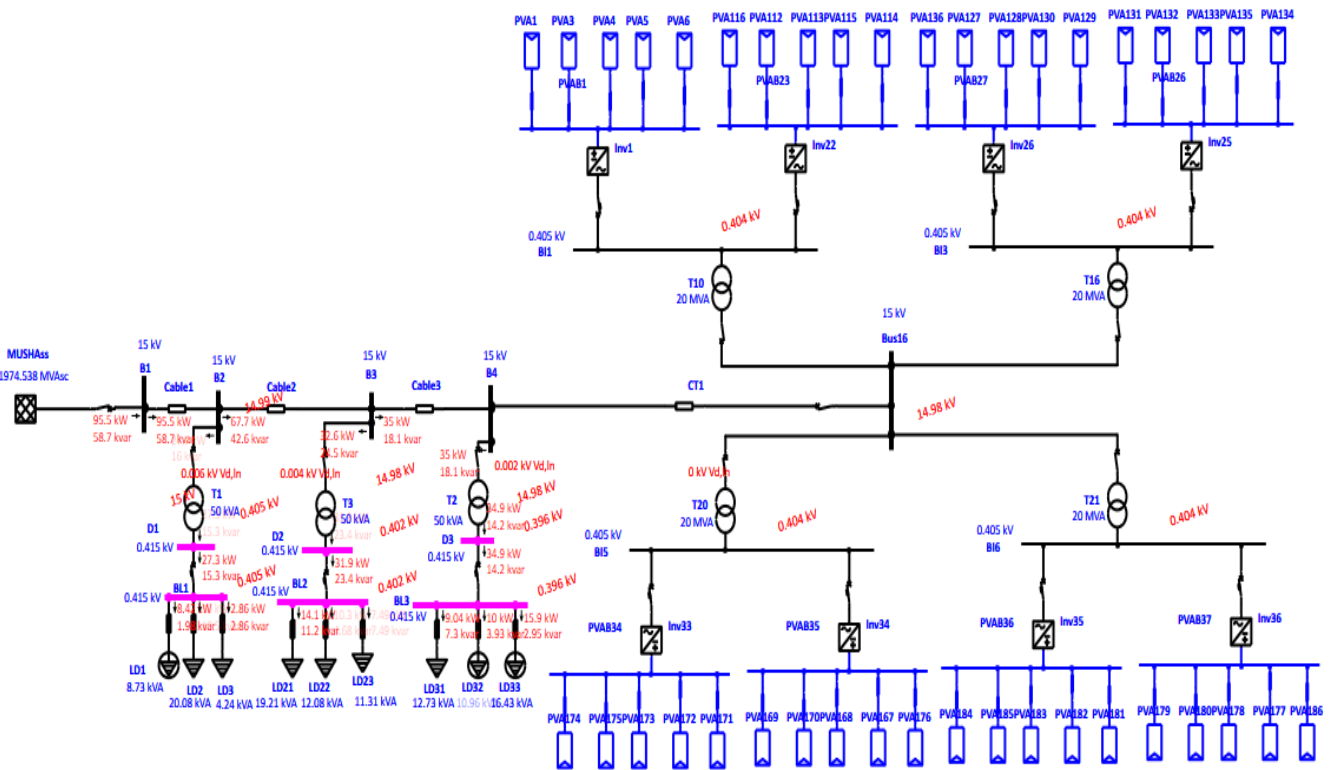 PVA1 PVA3 PVA4 PVA5 PVA6 PVA116 PVA112 PVA113 PVA115 PVA114 PVA136 PVA127 PVA128 PVA130 PVA129 PVA131 PVA132 PVA133 PVA135 PVA134
PVAB1 PVAB23 PVAB27 PVAB26
Inv1 Inv22 Inv26 Inv25
0.404 kV 0.404 kV
0.405 kV 0.405 kV
BI1 BI3
T10 T16
20 MVA 20 MVA
15 kV
Bus16
MUSHAss
1974.538 MVAsc
15 kV 15 kV 15 kV 15 kV
B1 B2 B3 B4
Cable1 Cable2 Cable3 CT1
14.99 kV 14.98 kV
95.5 kW 95.5 kW 67.7 kW 35 kW
58.7 kvar 58.7 kvar 42.6 kvar 18.1 kvar
16 kvar
32.6 kW 35 kW
18.1 kvar
0.006 kV Vd,ln 0.004 kV Vd,ln 0.002 kV Vd,ln 0 kV Vd,ln
15 kV 14.98 kV 14.98 kV
T1 T3 T2 T20 T21
50 kVA 50 kVA 50 kVA 20 MVA 20 MVA
0.405 kV 0.402 kV 0.396 kV 0.404 kV 0.404 kV
15.3 kvar 23.4 kvar 34.9 kW
14.2 kvar
D1 D2 D3
0.415 kV 0.415 kV 0.415 kV 0.405 kV 0.405 kV
BI5 BI6
27.3 kW 31.9 kW 34.9 kW
15.3 kvar 23.4 kvar 14.2 kvar
0.405 kV 0.402 kV 0.396 kV
BL1 BL2 BL3
0.415 kV 0.415 kV 0.415 kV
2.86 kW 14.1 kW 9.04 kW 10 kW 15.9 kW
2.86 kvar 11.2 kvar 7.49 kvar 7.3 kvar 3.93 kvar 2.95 kvar
LD1 LD2 LD3 LD21 LD22 LD23 LD31 LD32 LD33
8.73 kVA 20.08 kVA 4.24 kVA 19.21 kVA 12.08 kVA 11.31 kVA 12.73 kVA 10.96 kVA 16.43 kVA
PVAB34 Inv33 PVAB35 Inv34 PVAB36 Inv35 PVAB37 Inv36
PVA174 PVA175 PVA173 PVA172 PVA171 PVA169 PVA170 PVA168 PVA167 PVA176 PVA184 PVA185 PVA183 PVA182 PVA181 PVA179 PVA180 PVA178 PVA177 PVA186